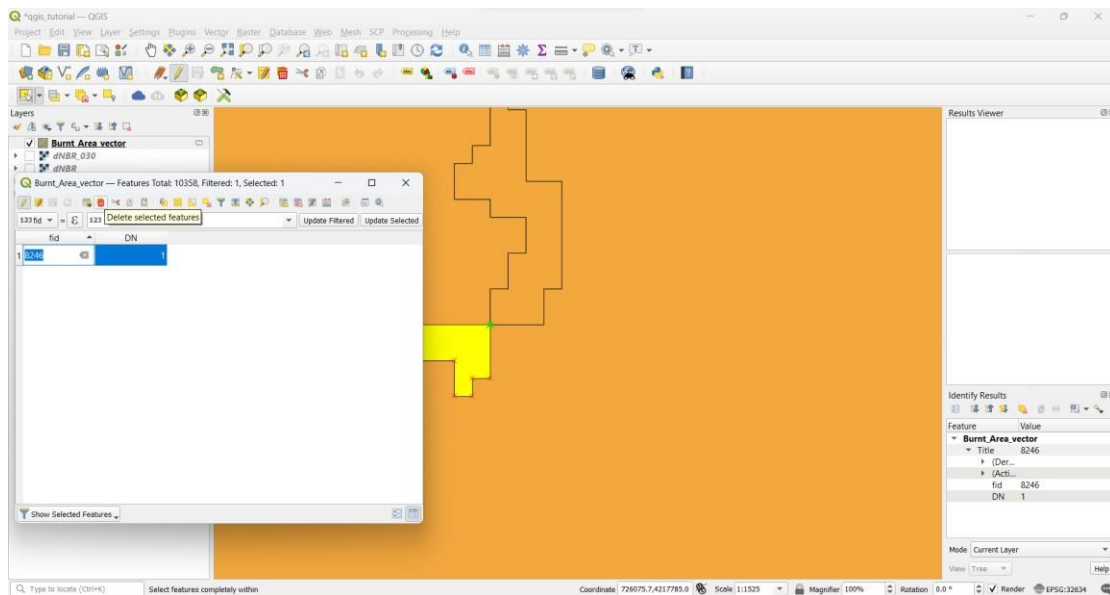 *qgis_tutorial — QGIS
Project Edit View Layer Settings Plugins Vector Raster Database Web Mesh SCP Processing Help
Layers
Burnt_Area_vector
dNBR_030
dNBR
Burnt_Area_vector — Features Total: 10358, Filtered: 1, Selected: 1
123 fid = ε 123
Delete selected features
Update Filtered Update Selected
fid DN
1 8246 1
Show Selected Features
Results Viewer
Identify Results
Feature Value
Burnt_Area_vector
Title 8246
(Der...
(Acti...
fid 8246
DN 1
Mode Current Layer
View Tree Help
Type to locate (Ctrl+K) Select features completely within Coordinate 726075.7,4217785.0 Scale 1:1525 Magnifier 100% Rotation 0.0 ° Render EPSG:32634